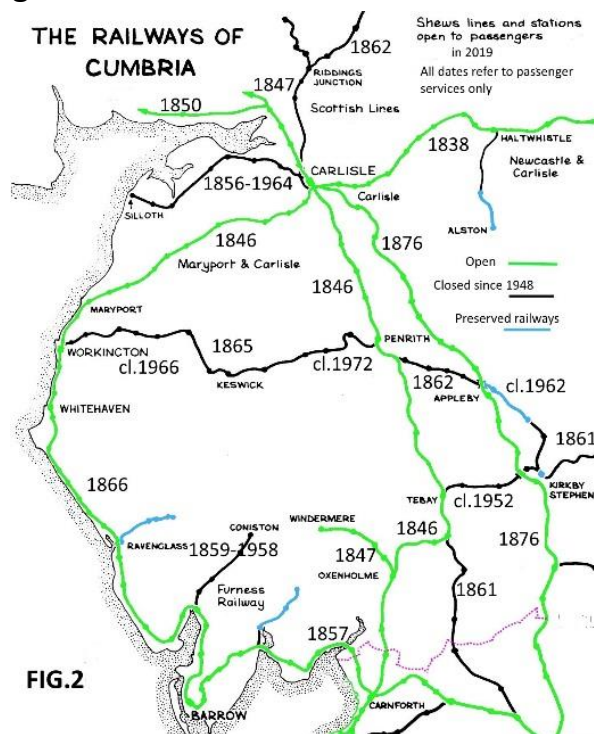 THE RAILWAYS OF
CUMBRIA
Shews lines and stations
open to passengers
in 2019
All dates refer to passenger
services only
1862
1847
RIDDINGS
JUNCTION
Scottish Lines
1850
1838
HALTWHISTLE
Newcastle &
Carlisle
CARLISLE
Carlisle
1856-1964
SILLOTH
ALSTON
1846
1876
Maryport & Carlisle
1846
Open
Closed since 1948
Preserved railways
MARYPORT
PENRITH
WORKINGTON
1865
cl.1966
KESWICK
cl.1972
1862
APPLEBY
cl.1962
WHITEHAVEN
1861
KIRKBY
STEPHEN
TEBAY
cl.1952
1866
RAVENGLASS
CONISTON
1859-1958
WINDERMERE
1846
1876
1847
OXENHOLME
1861
Furness
Railway
1857
FIG.2
BARROW
CARNFORTH